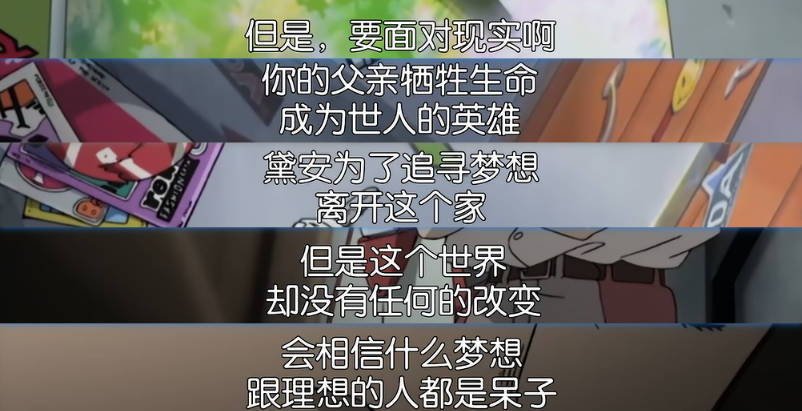 但是，要面对现实啊
你的父亲牺牲生命
成为世人的英雄
黛安为了追寻梦想
离开这个家
但是这个世界
却没有任何的改变
会相信什么梦想
跟理想的人都是呆子